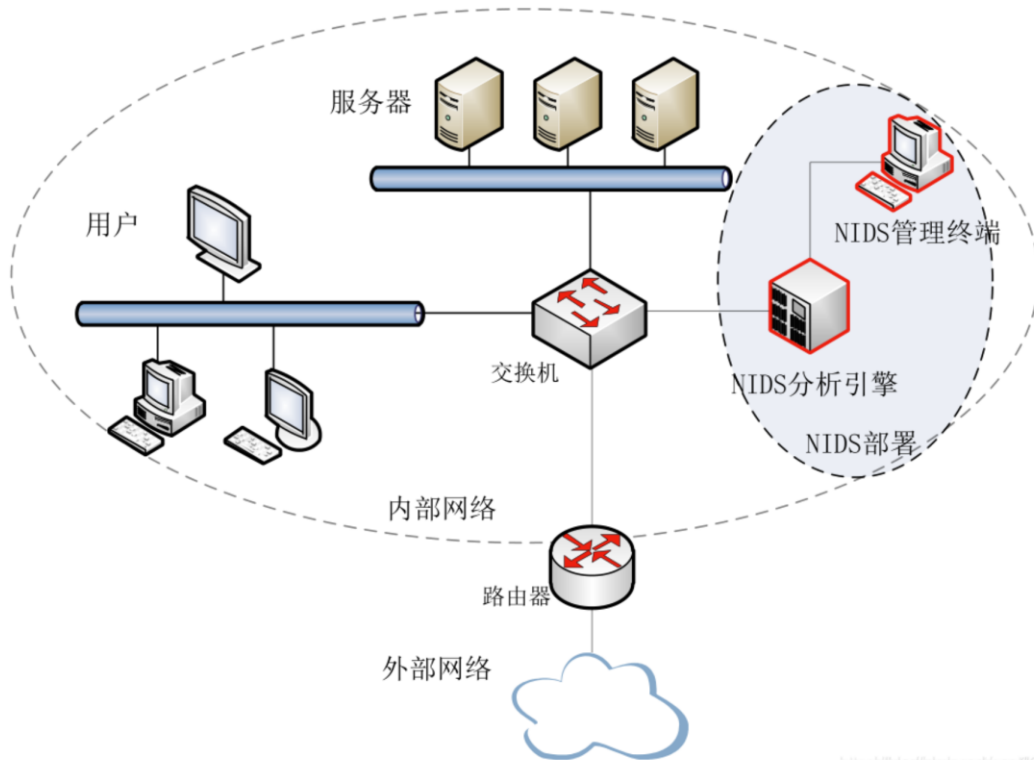 服务器
用户
NIDS管理终端
交换机
NIDS分析引擎
NIDS部署
内部网络
路由器
外部网络